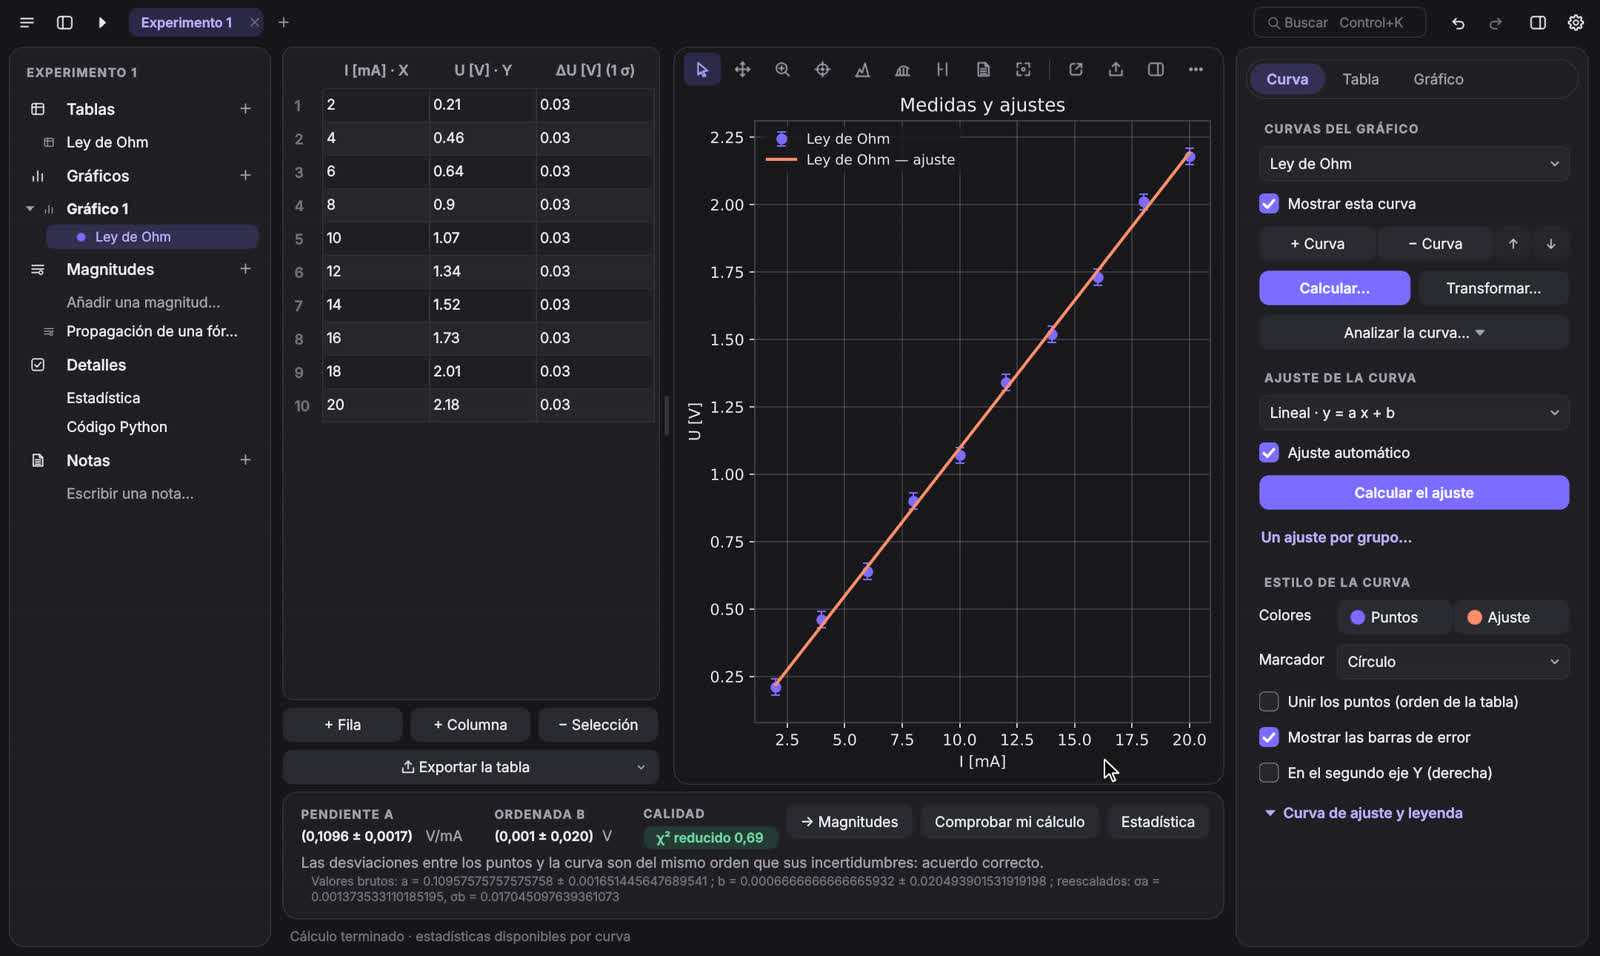 Experimento 1
Buscar Control+K
EXPERIMENTO 1
Tablas
Ley de Ohm
Gráficos
Gráfico 1
Ley de Ohm
Magnitudes
Añadir una magnitud...
Propagación de una fór...
Detalles
Estadística
Código Python
Notas
Escribir una nota...
I [mA] · X U [V] · Y ΔU [V] (1 σ)
1 2 0.21 0.03
2 4 0.46 0.03
3 6 0.64 0.03
4 8 0.9 0.03
5 10 1.07 0.03
6 12 1.34 0.03
7 14 1.52 0.03
8 16 1.73 0.03
9 18 2.01 0.03
10 20 2.18 0.03
+ Fila + Columna − Selección
Exportar la tabla
Medidas y ajustes
Ley de Ohm
Ley de Ohm — ajuste
2.25
2.00
1.75
1.50
1.25
1.00
0.75
0.50
0.25
U [V]
2.5 5.0 7.5 10.0 12.5 15.0 17.5 20.0
I [mA]
PENDIENTE A
(0,1096 ± 0,0017) V/mA
ORDENADA B
(0,001 ± 0,020) V
CALIDAD
χ² reducido 0,69
→ Magnitudes
Comprobar mi cálculo
Estadística
Las desviaciones entre los puntos y la curva son del mismo orden que sus incertidumbres: acuerdo correcto.
Valores brutos: a = 0.10957575757575758 ± 0.001651445647689541 ; b = 0.0006666666666665932 ± 0.020493901531919198 ; reescalados: σa =
0.001373533110185195, σb = 0.017045097639361073
Cálculo terminado · estadísticas disponibles por curva
Curva Tabla Gráfico
CURVAS DEL GRÁFICO
Ley de Ohm
Mostrar esta curva
+ Curva − Curva ↑ ↓
Calcular... Transformar...
Analizar la curva...
AJUSTE DE LA CURVA
Lineal · y = a x + b
Ajuste automático
Calcular el ajuste
Un ajuste por grupo...
ESTILO DE LA CURVA
Colores Puntos Ajuste
Marcador Círculo
Unir los puntos (orden de la tabla)
Mostrar las barras de error
En el segundo eje Y (derecha)
Curva de ajuste y leyenda